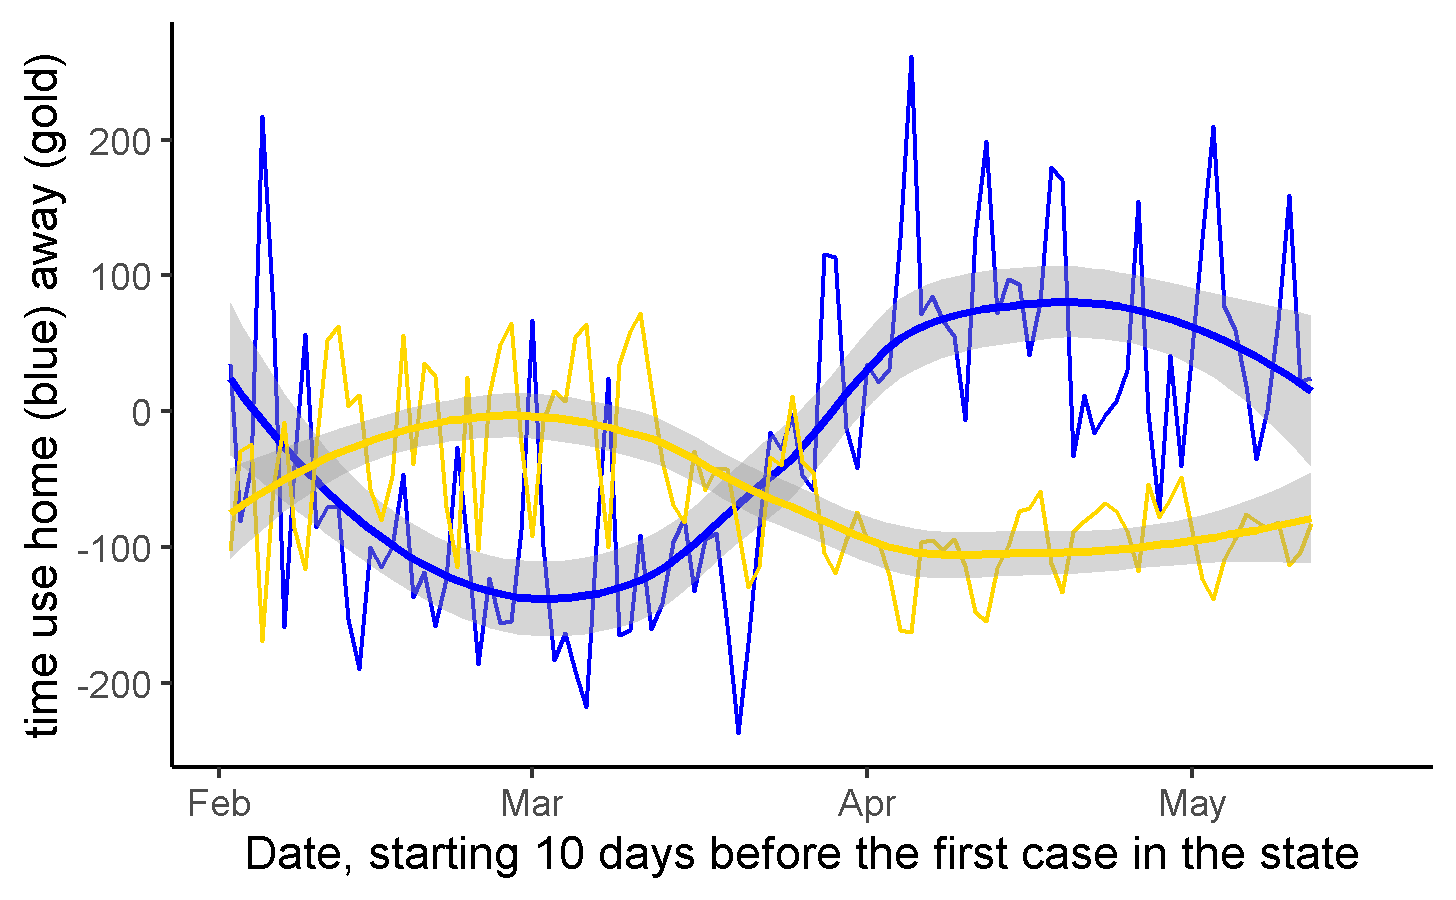 time use home (blue) away (gold)
200
100
0
-100
-200
Feb Mar Apr May
Date, starting 10 days before the first case in the state